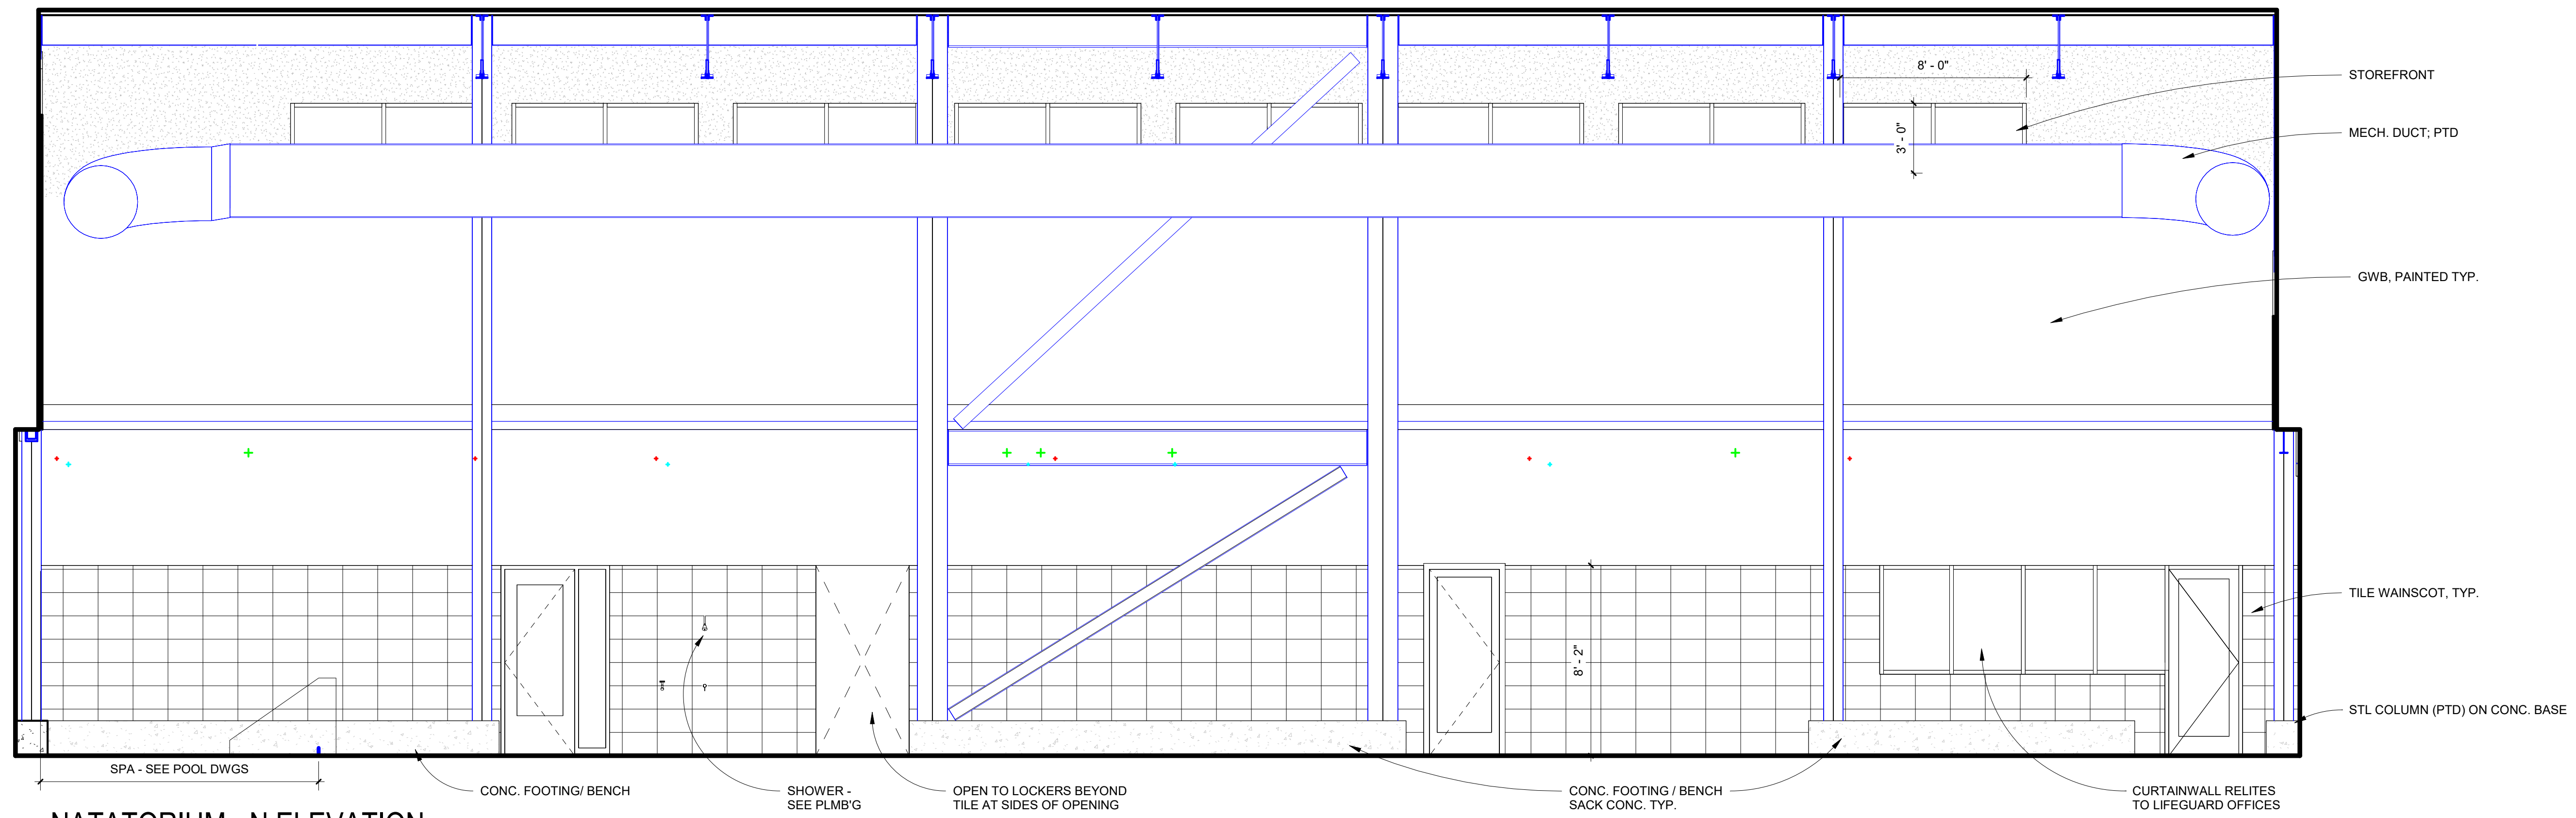 8' - 0"
STOREFRONT
3' - 0"
MECH. DUCT; PTD
GWB, PAINTED TYP.
8' - 2"
TILE WAINSCOT, TYP.
STL COLUMN (PTD) ON CONC. BASE
SPA - SEE POOL DWGS
CONC. FOOTING/ BENCH
SHOWER -
SEE PLMB'G
OPEN TO LOCKERS BEYOND
TILE AT SIDES OF OPENING
CONC. FOOTING / BENCH
SACK CONC. TYP.
CURTAINWALL RELITES
TO LIFEGUARD OFFICES
NATATORIUM - N ELEVATION